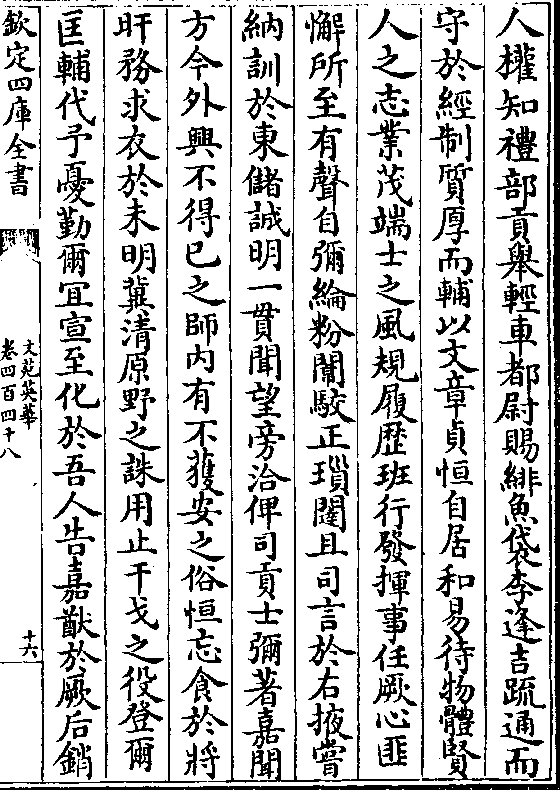 人權知禮部貢舉輕車都尉賜緋魚袋李逢吉疏通而
守於經制質厚而輔以文章貞恒自居和易待物體賢
人之志業茂端士之風規履歴班行發揮事任厥心匪
懈所至有聲自彌綸粉闈駮正瑣闥且司言於右掖嘗
納訓於東儲誠明一貫聞望旁洽俾司貢士彌著嘉聞
方今外興不得已之師内有不獲安之俗恒忘食於將
旰務求衣於未明冀清原野之誅用止干戈之役登爾
匡輔代予憂勤爾宜宣至化於吾人告嘉猷於厥后銷
欽定四庫全書
文苑英華
卷四百四十八
十六